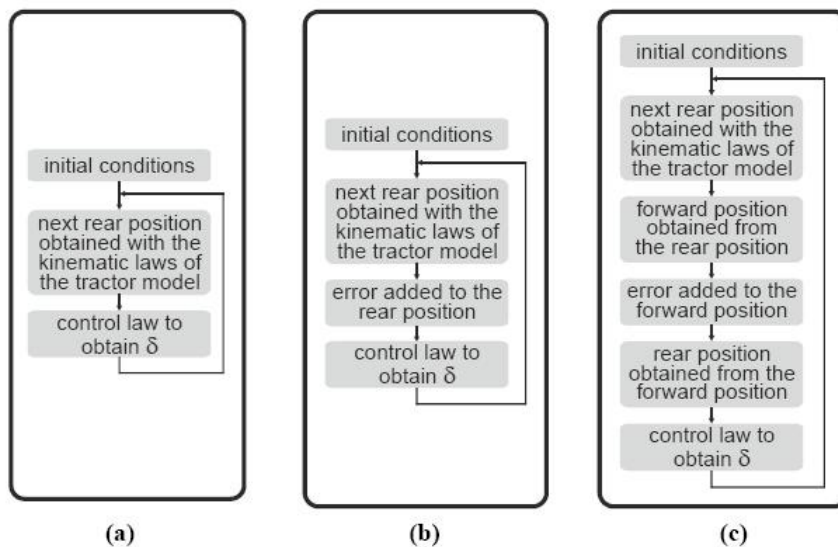 initial conditions
next rear position
obtained with the
kinematic laws of
the tractor model
control law to
obtain δ
(a)
initial conditions
next rear position
obtained with the
kinematic laws of
the tractor model
error added to the
rear position
control law to
obtain δ
(b)
initial conditions
next rear position
obtained with the
kinematic laws of
the tractor model
forward position
obtained from
the rear position
error added to the
forward position
rear position
obtained from the
forward position
control law to
obtain δ
(c)